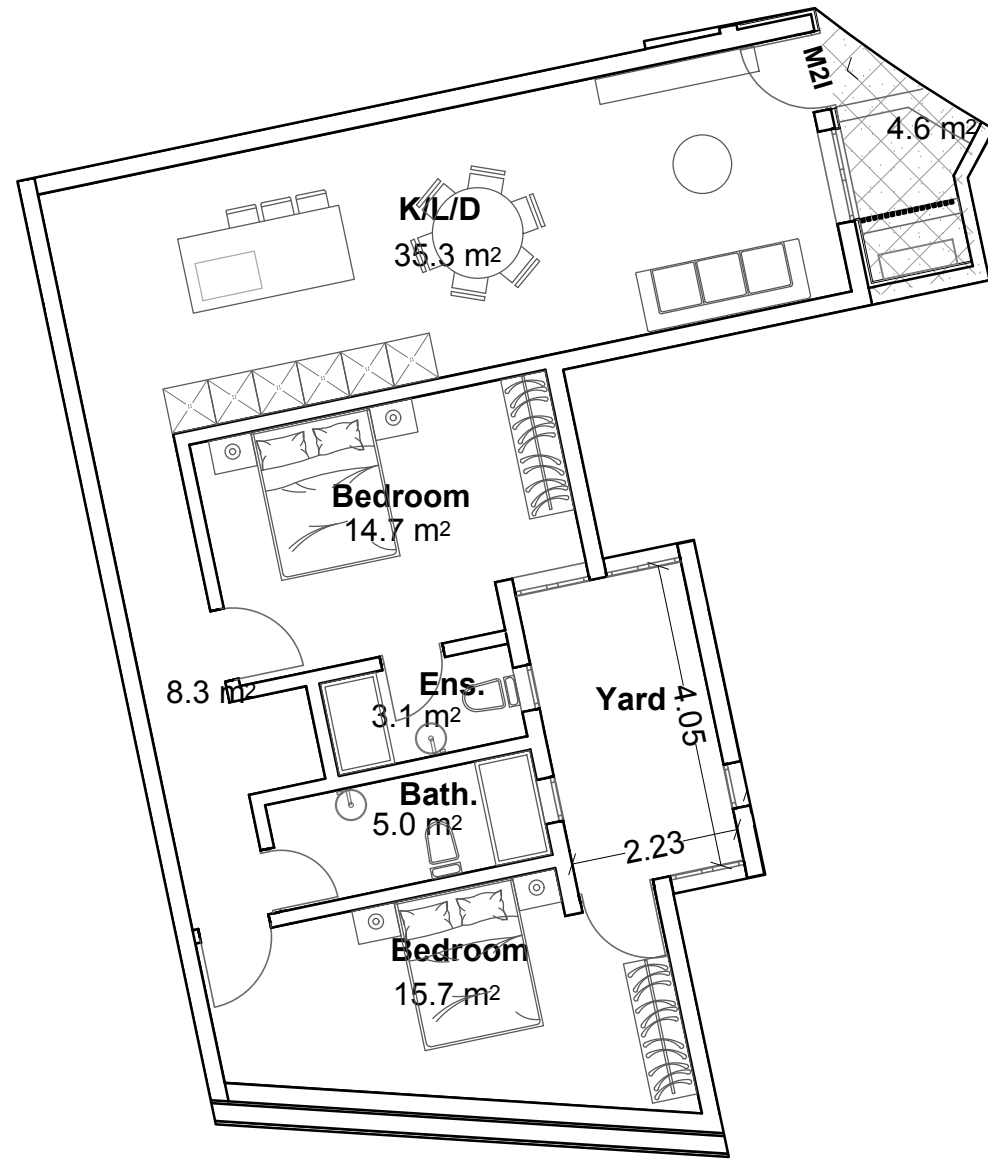 M2I
4.6 m²
K/L/D
35.3 m²
Bedroom
14.7 m²
8.3 m²
Ens.
3.1 m²
Yard
4.05
Bath.
5.0 m²
2.23
Bedroom
15.7 m²